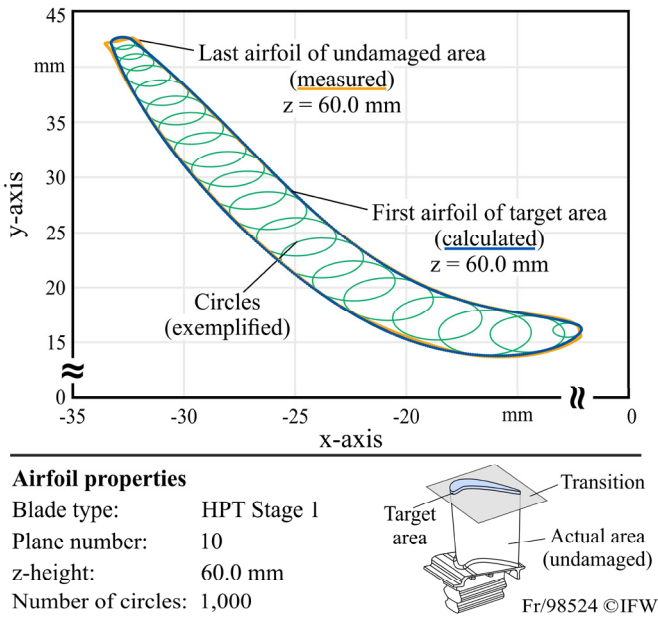 45
mm
35
30
25
20
15
0
y-axis
Last airfoil of undamaged area
(measured)
z = 60.0 mm
First airfoil of target area
(calculated)
z = 60.0 mm
Circles
(exemplified)
-35
-30
-25
-20
mm
0
x-axis
Airfoil properties
Blade type: HPT Stage 1
Plane number: 10
z-height: 60.0 mm
Number of circles: 1,000
Transition
Target
area
Actual area
(undamaged)
Fr/98524 ©IFW